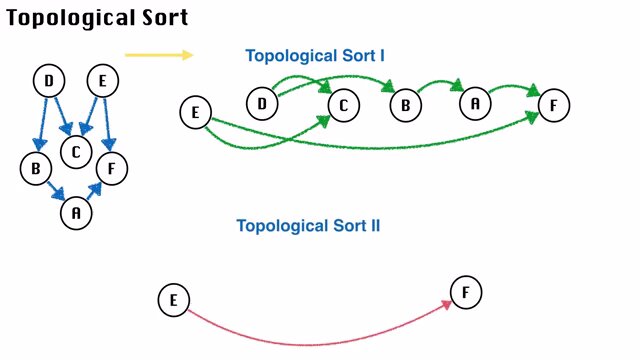 Topological Sort
Topological Sort I
D E
E D C B A F
B C F
A
Topological Sort II
E F